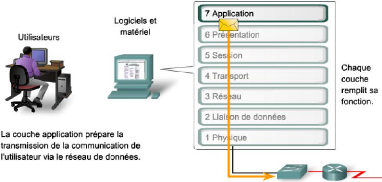 Utilisateurs
Logiciels et
matériel
7 Application
6 Présentation
5 Session
4 Transport
3 Réseau
2 Liaison de données
1 Physique
Chaque
couche
remplit sa
fonction.
La couche application prépare la
transmission de la communication de
l'utilisateur via le réseau de données.